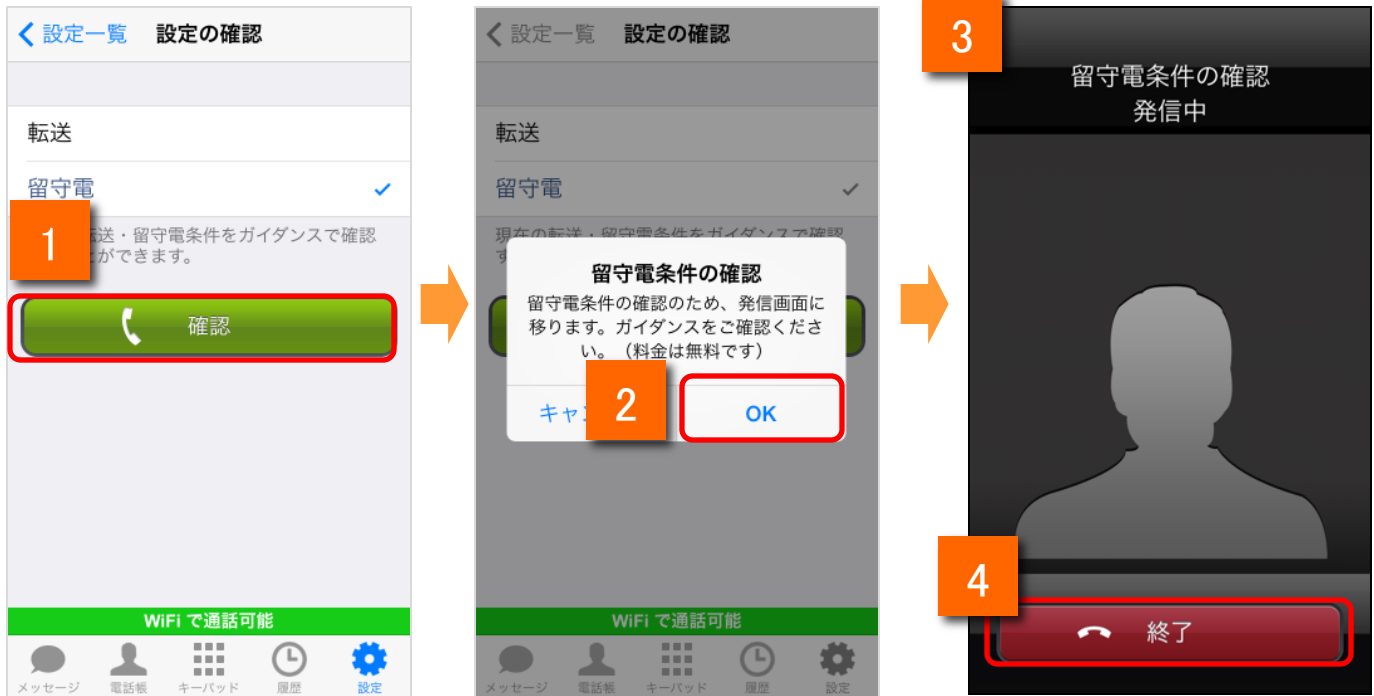 設定一覧 設定の確認
転送
留守電
1
送・留守電条件をガイダンスで確認
ができます。
確認
WiFi で通話可能
メッセージ 電話帳 キーパッド 履歴 設定
設定一覧 設定の確認
転送
留守電
現在の転送・留守電条件をガイダンスで確認
す
留守電条件の確認
留守電条件の確認のため、発信画面に
移ります。ガイダンスをご確認くださ
い。（料金は無料です）
キャン
2
OK
WiFi で通話可能
メッセージ 電話帳 キーパッド 履歴 設定
3
留守電条件の確認
発信中
4
終了